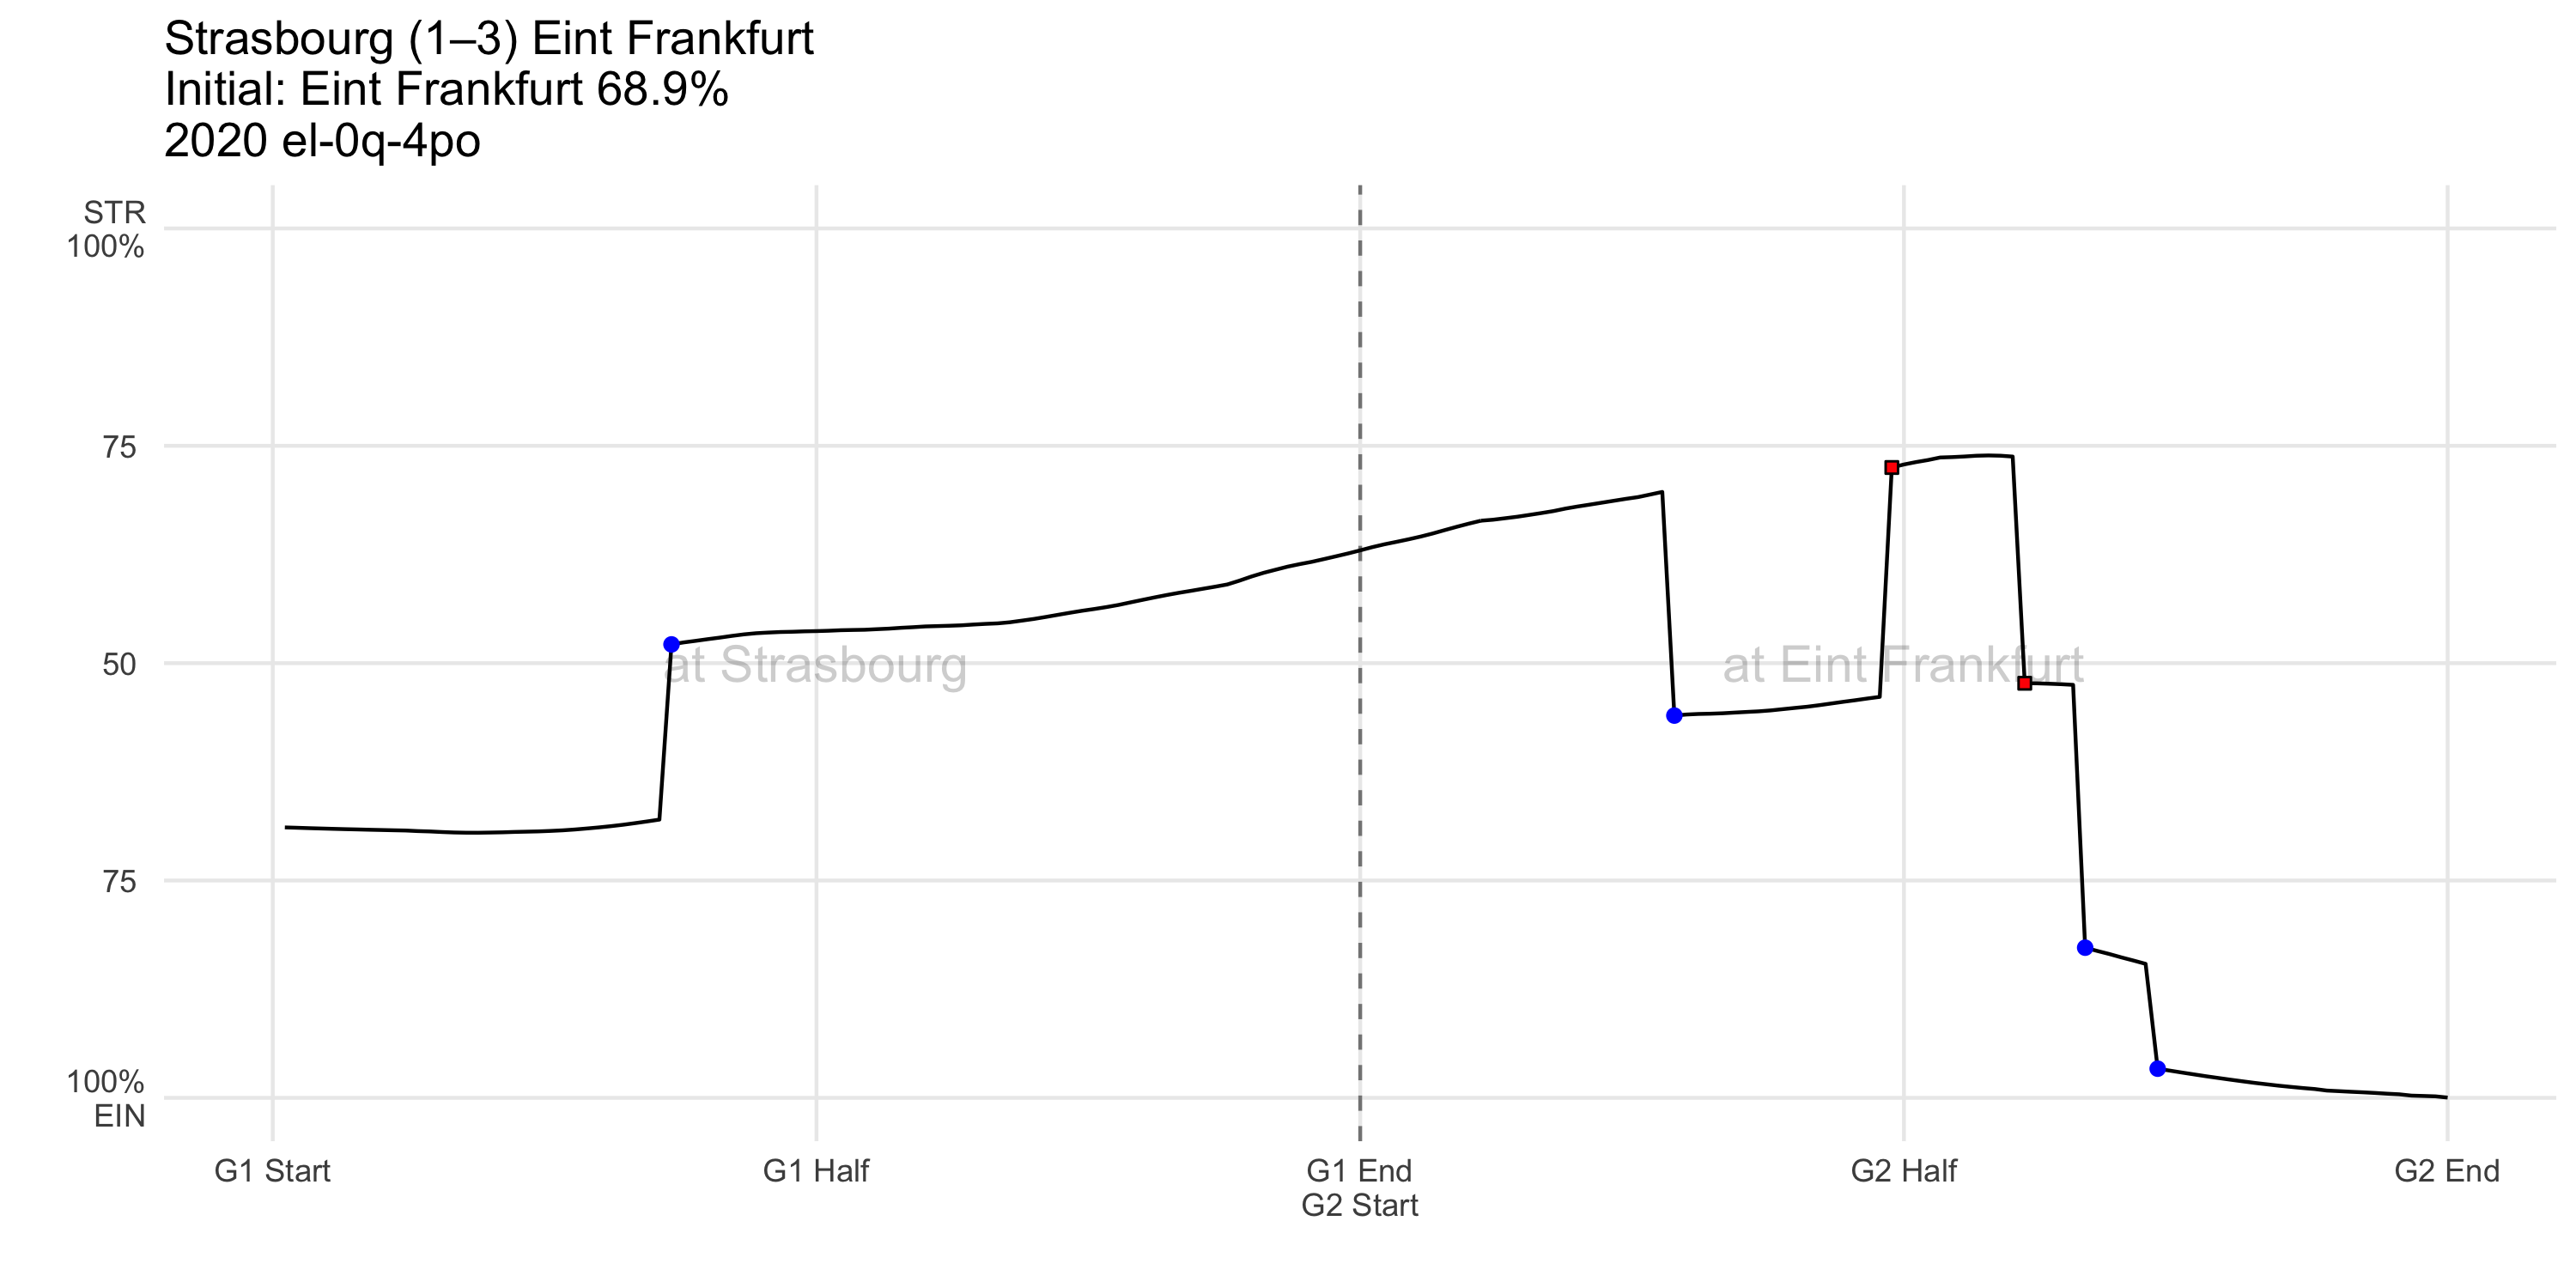 Strasbourg (1–3) Eint Frankfurt
Initial: Eint Frankfurt 68.9%
2020 el-0q-4po
STR
100%
75
50
75
100%
EIN
at Strasbourg
at Eint Frankfurt
G1 Start
G1 Half
G1 End
G2 Start
G2 Half
G2 End